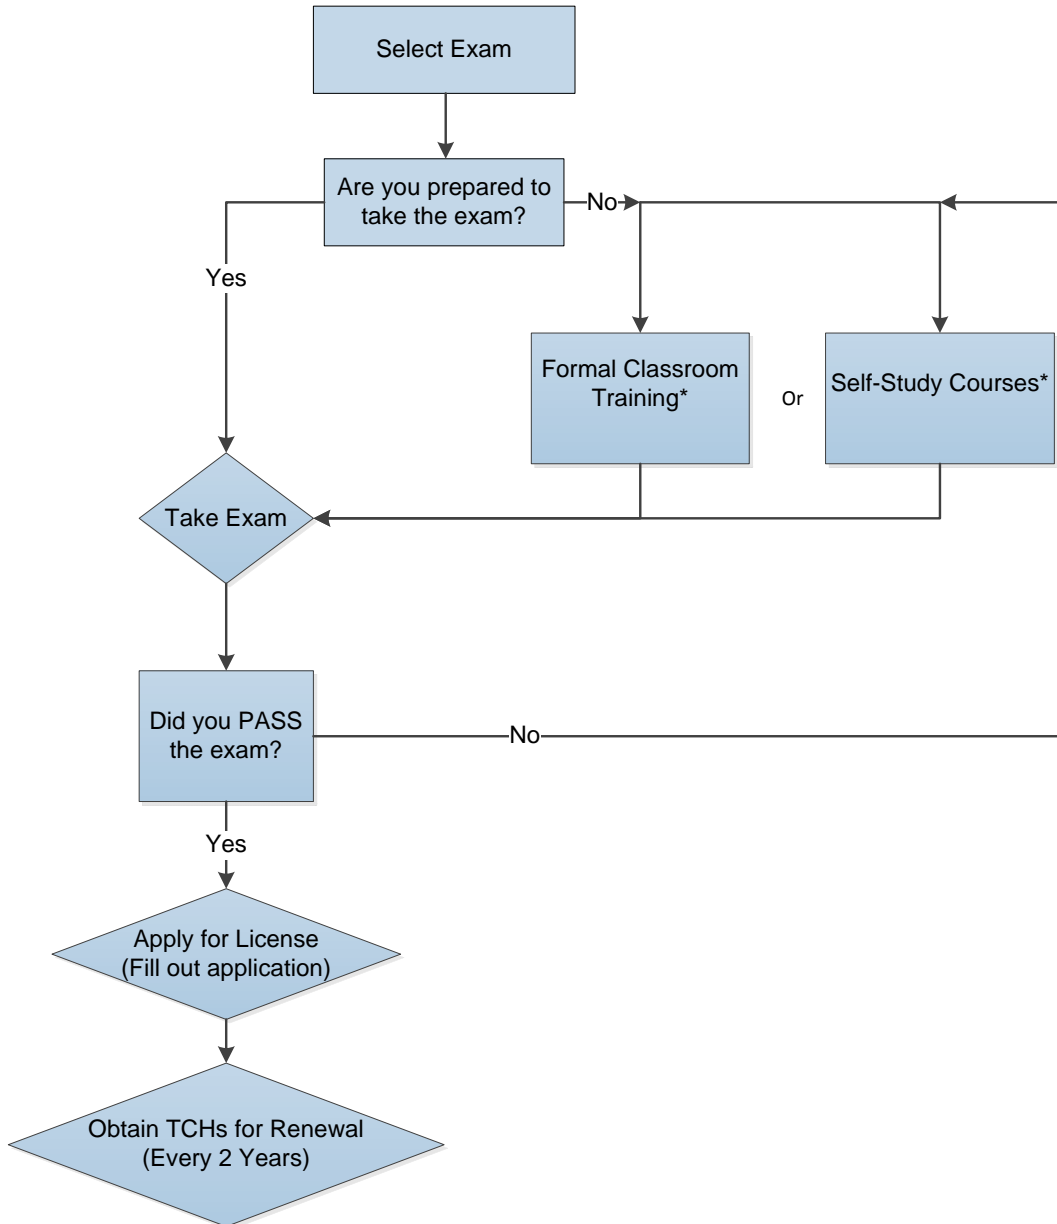 Select Exam
Are you prepared to
take the exam?
No
Yes
Formal Classroom
Training*
Or
Self-Study Courses*
Take Exam
Did you PASS
the exam?
No
Yes
Apply for License
(Fill out application)
Obtain TCHs for Renewal
(Every 2 Years)